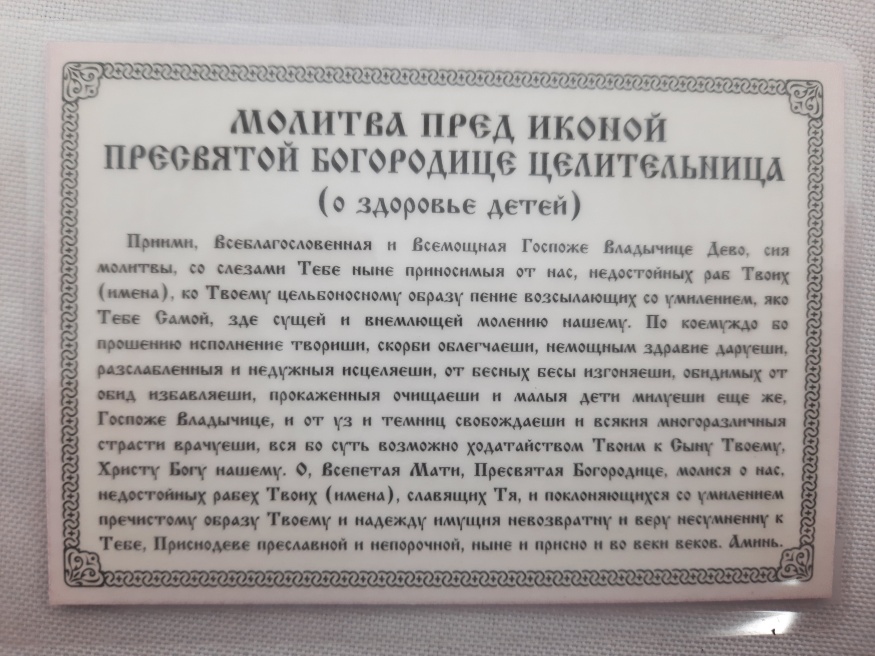 МОЛИТВА ПРЕД ИКОНОЙ
ПРЕСВЯТОЙ БОГОРОДИЦЕ ЦЕЛИТЕЛЬНИЦА
(о здоровье детей)
Приими, Всеблагословенная и Всемощная Госпоже Владычице Дево, сия
молитвы, со слезами Тебе ныне приносимыя от нас, недостойных раб Твоих
(имена), ко Твоему цельбоносному образу пение возсылающих со умилением, яко
Тебе Самой, зде сущей и внемлющей молению нашему. По коемуждо бо
прошению исполнение твориши, скорби облегчаеши, немощным здравие даруеши,
разслабленныя и недужныя исцеляеши, от бесных бесы изгоняеши, обидимых от
обид избавляеши, прокаженныя очищаеши и малыя дети милуеши еще же,
Госпоже Владычице, и от уз и темниц свобождаеши и всякия многоразличныя
страсти врачуеши, вся бо суть возможно ходатайством Твоим к Сыну Твоему,
Христу Богу нашему. О, Всепетая Мати, Пресвятая Богородице, молися о нас,
недостойных рабех Твоих (имена), славящих Тя, и поклоняющихся со умилением
пречистому образу Твоему и надежду имущия невозвратну и веру несумненну к
Тебе, Приснодеве преславной и непорочной, ныне и присно и во веки веков. Аминь.